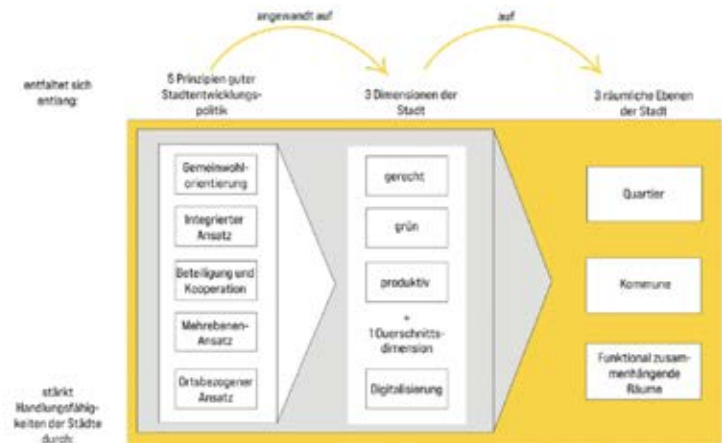 angewandt auf
auf
entfaltet sich
entlang:
5 Prinzipien guter
Stadtentwicklungs-
politik
3 Dimensionen der
Stadt
3 räumliche Ebenen
der Stadt
Gemeinwohl-
orientierung
Integrierter
Ansatz
Beteiligung und
Kooperation
Mehrebenen-
Ansatz
Ortsbezogener
Ansatz
gerecht
grün
produktiv
+
1 Querschnitts-
dimension
Digitalisierung
Quartier
Kommune
Funktional zusam-
menhängende
Räume
stärkt
Handlungsfähig-
keiten der Städte
durch: